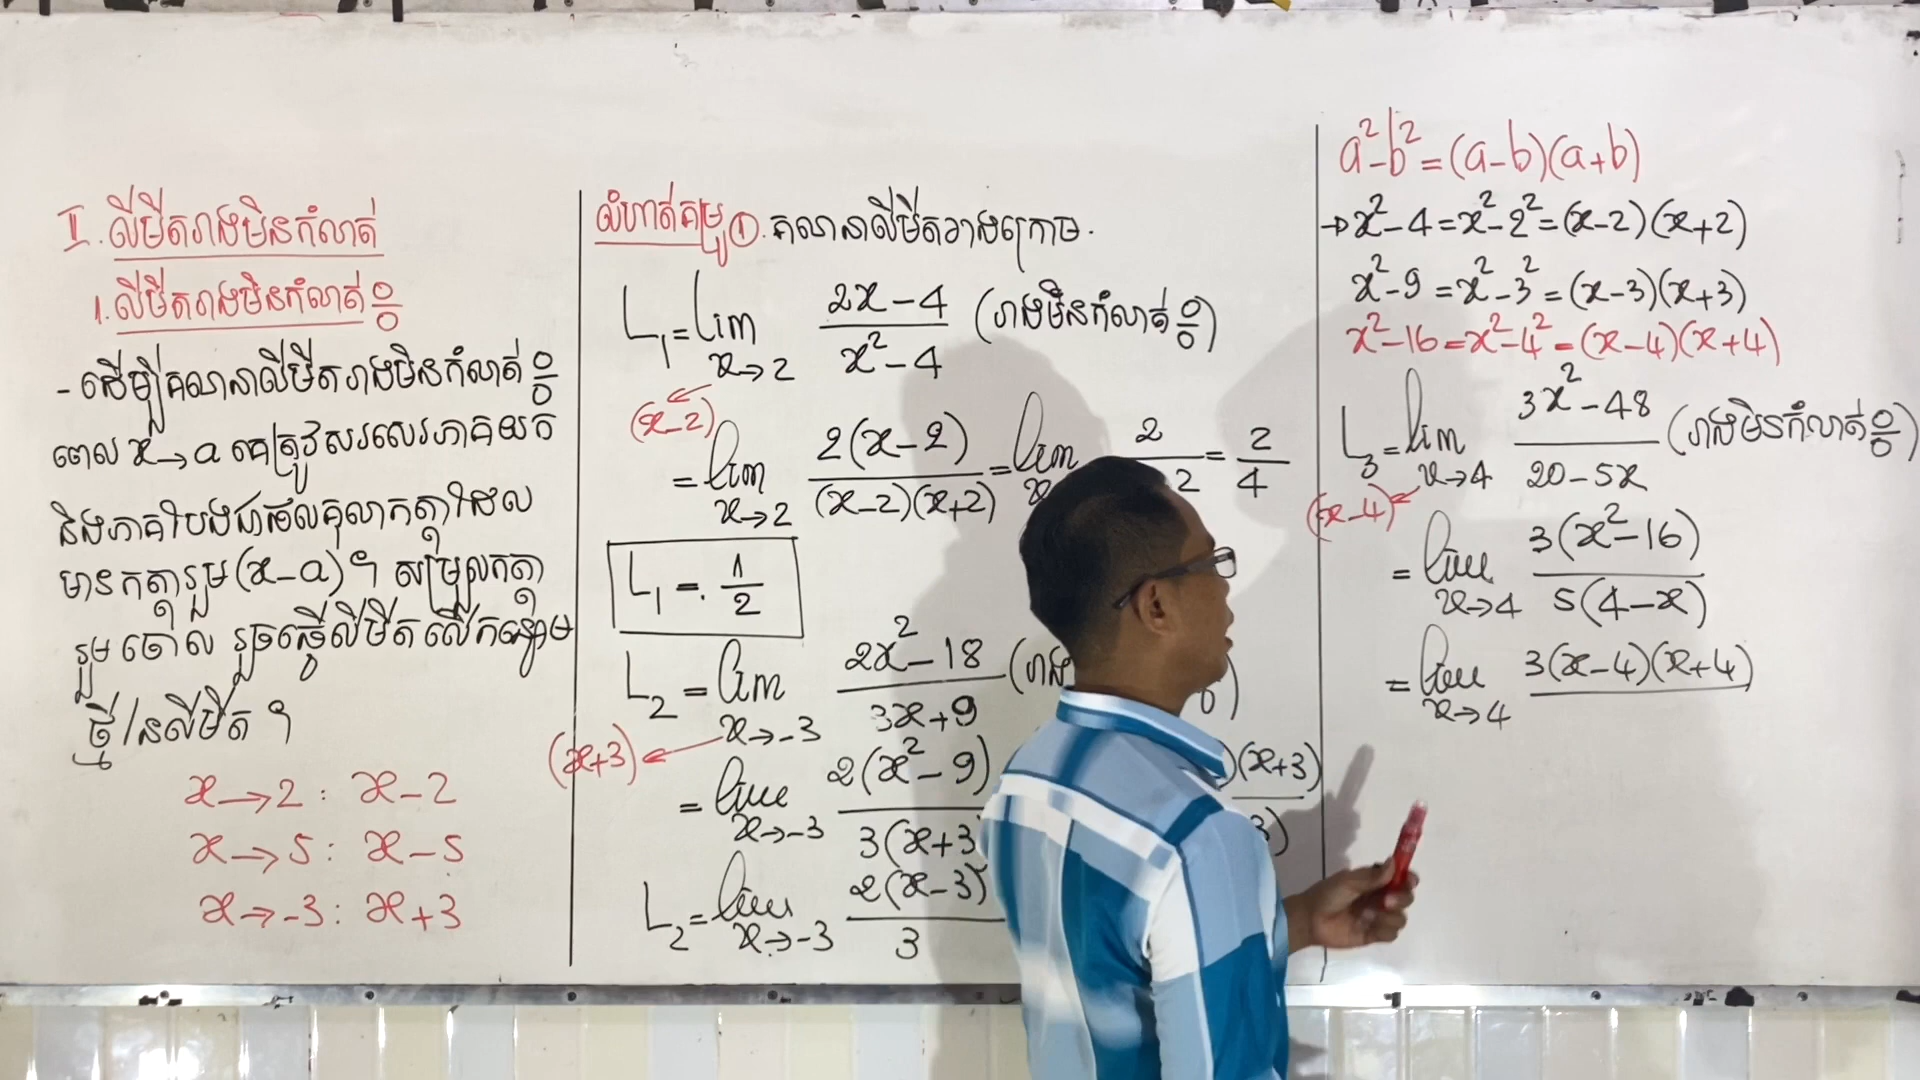 II. លីមីតរាងមិនកំណត់
1. លីមីតរាងមិនកំណត់ 0/0
- ដើម្បីគណនាលីមីតរាងមិនកំណត់ 0/0
ពេល x→a គេត្រូវសរសេរភាគយក
និងភាគបែងជាផលគុណកត្តាដែល
មានកត្តារួម (x-a) ។ សម្រួលកត្តា
រួមចោល រួចធ្វើលីមីតលើកន្សោម
ថ្មីនៃលីមីត ។
x→2 : x-2
x→5 : x-5
x→-3 : x+3
លំហាត់គម្រូ ①. គណនាលីមីតខាងក្រោម.
L₁ = lim x→2 (2x-4)/(x²-4) (រាងមិនកំណត់ 0/0)
(x-2)
= lim x→2 2(x-2)/(x-2)(x+2) = lim 2/ 2 = 2/4
L₁ = 1/2
L₂ = lim x→-3 (2x²-18)/(3x+9) (រាង
(x+3)
= lim x→-3 2(x²-9)/3(x+3 )(x+3) 3)
L₂ = lim x→-3 2(x-3)/3
a²-b² = (a-b)(a+b)
→ x²-4 = x²-2² = (x-2)(x+2)
x²-9 = x²-3² = (x-3)(x+3)
x²-16 = x²-4² = (x-4)(x+4)
L₃ = lim x→4 (3x²-48)/(20-5x) (រាងមិនកំណត់ 0/0)
(x-4)
= lim x→4 3(x²-16)/5(4-x)
= lim x→4 3(x-4)(x+4)